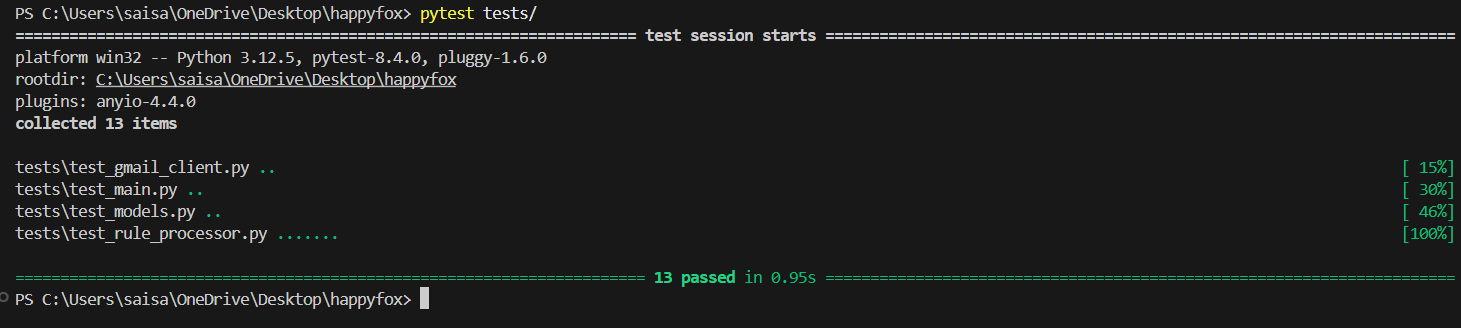 PS C:\Users\saisa\OneDrive\Desktop\happyfox> pytest tests/
===================================================================== test session starts ======================================================================
platform win32 -- Python 3.12.5, pytest-8.4.0, pluggy-1.6.0
rootdir: C:\Users\saisa\OneDrive\Desktop\happyfox
plugins: anyio-4.4.0
collected 13 items
tests\test_gmail_client.py .. [ 15%]
tests\test_main.py .. [ 30%]
tests\test_models.py .. [ 46%]
tests\test_rule_processor.py ....... [100%]
====================================================================== 13 passed in 0.95s ======================================================================
PS C:\Users\saisa\OneDrive\Desktop\happyfox>